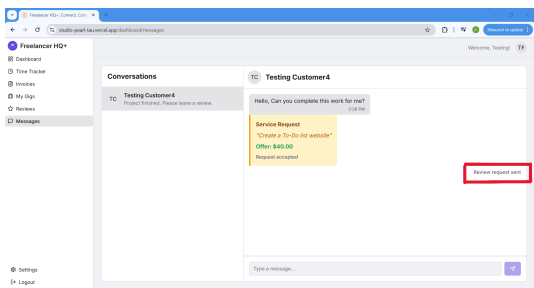 Freelancer HQ+: Connect, Coll
studio-pearl-tau.vercel.app/dashboard/messages
Relaunch to update
Freelancer HQ+
Welcome, Testing!
TF
Dashboard
Time Tracker
Invoices
My Gigs
Reviews
Messages
Settings
Logout
Conversations
TC
Testing Customer4
Project finished. Please leave a review.
TC
Testing Customer4
Hello, Can you complete this work for me?
3:28 PM
Service Request
"Create a To-Do list website"
Offer: $40.00
Request accepted
Review request sent
Type a message...